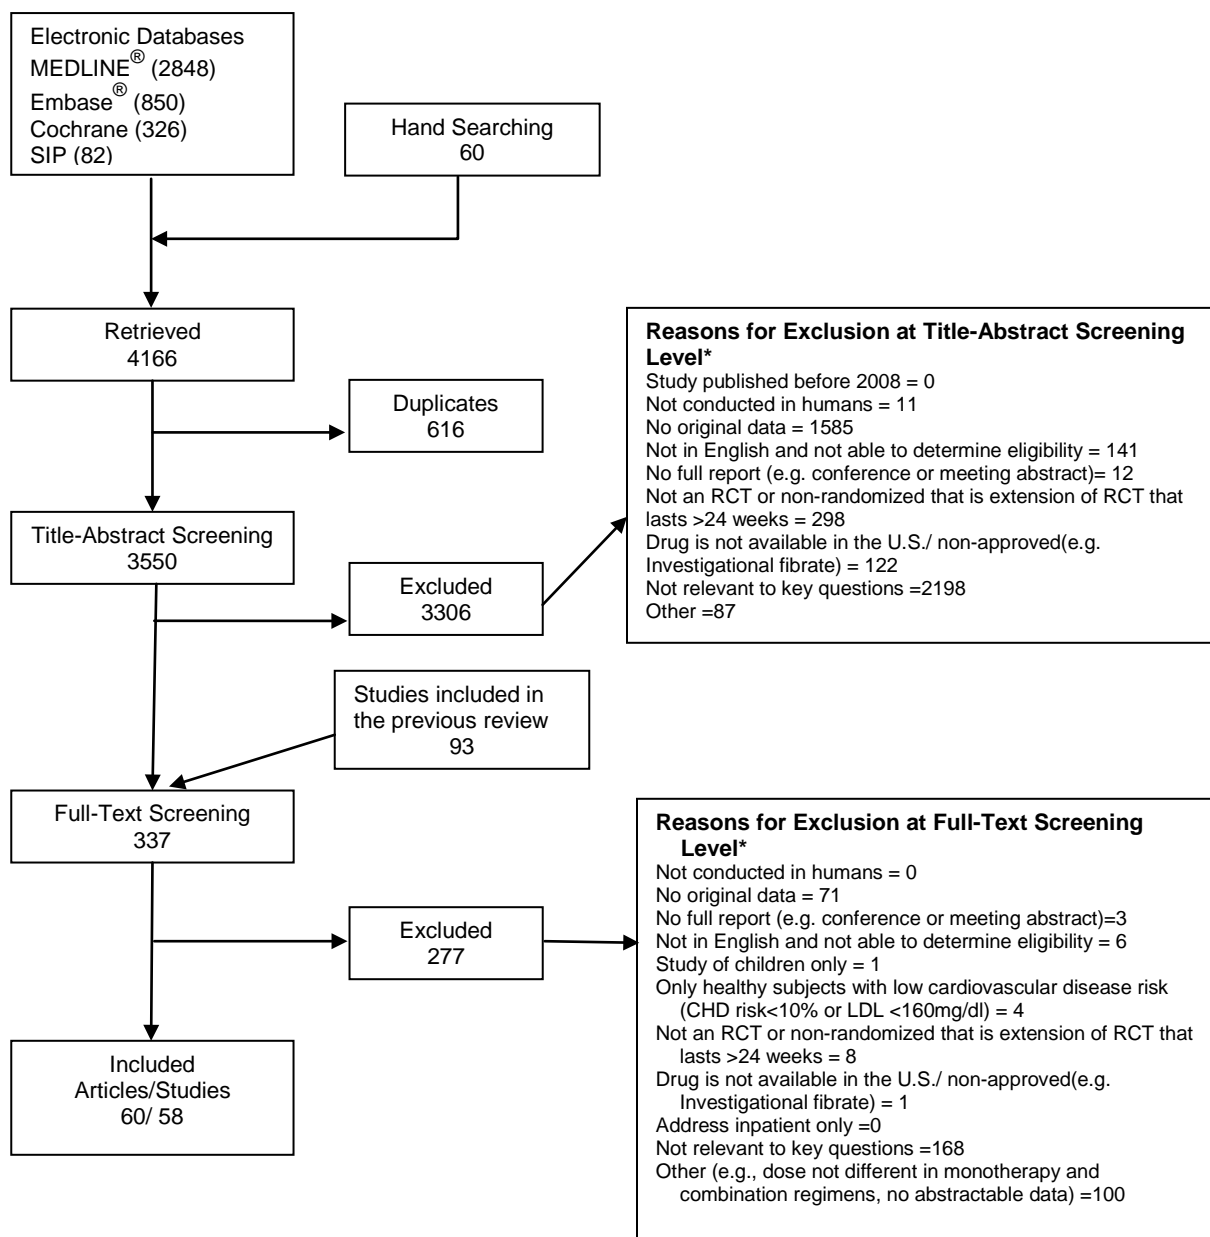 Electronic Databases
MEDLINE® (2848)
Embase® (850)
Cochrane (326)
SIP (82)
Hand Searching
60
Retrieved
4166
Duplicates
616
Reasons for Exclusion at Title-Abstract Screening
Level*
Study published before 2008 = 0
Not conducted in humans = 11
No original data = 1585
Not in English and not able to determine eligibility = 141
No full report (e.g. conference or meeting abstract)= 12
Not an RCT or non-randomized that is extension of RCT that
lasts >24 weeks = 298
Drug is not available in the U.S./ non-approved(e.g.
Investigational fibrate) = 122
Not relevant to key questions =2198
Other =87
Title-Abstract Screening
3550
Excluded
3306
Studies included in
the previous review
93
Full-Text Screening
337
Excluded
277
Reasons for Exclusion at Full-Text Screening
Level*
Not conducted in humans = 0
No original data = 71
No full report (e.g. conference or meeting abstract)=3
Not in English and not able to determine eligibility = 6
Study of children only = 1
Only healthy subjects with low cardiovascular disease risk
(CHD risk<10% or LDL <160mg/dl) = 4
Not an RCT or non-randomized that is extension of RCT that
lasts >24 weeks = 8
Drug is not available in the U.S./ non-approved(e.g.
Investigational fibrate) = 1
Address inpatient only =0
Not relevant to key questions =168
Other (e.g., dose not different in monotherapy and
combination regimens, no abstractable data) =100
Included
Articles/Studies
60/ 58